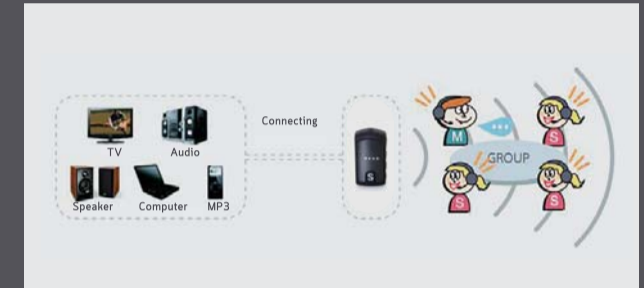 Connecting
TV
Audio
Speaker
Computer
MP3
S
M
S
GROUP
S
S